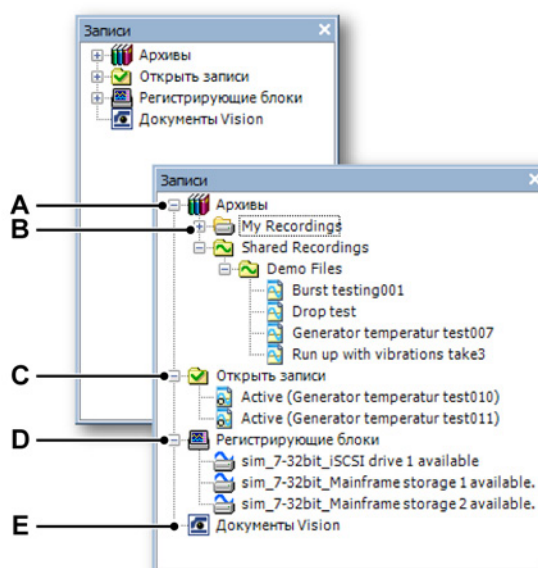 Записи
Архивы
Открыть записи
Регистрирующие блоки
Документы Vision
Записи
A
Архивы
B
My Recordings
Shared Recordings
Demo Files
Burst testing001
Drop test
Generator temperatur test007
Run up with vibrations take3
C
Открыть записи
Active (Generator temperatur test010)
Active (Generator temperatur test011)
D
Регистрирующие блоки
sim_7-32bit_iSCSI drive 1 available
sim_7-32bit_Mainframe storage 1 available.
sim_7-32bit_Mainframe storage 2 available.
E
Документы Vision